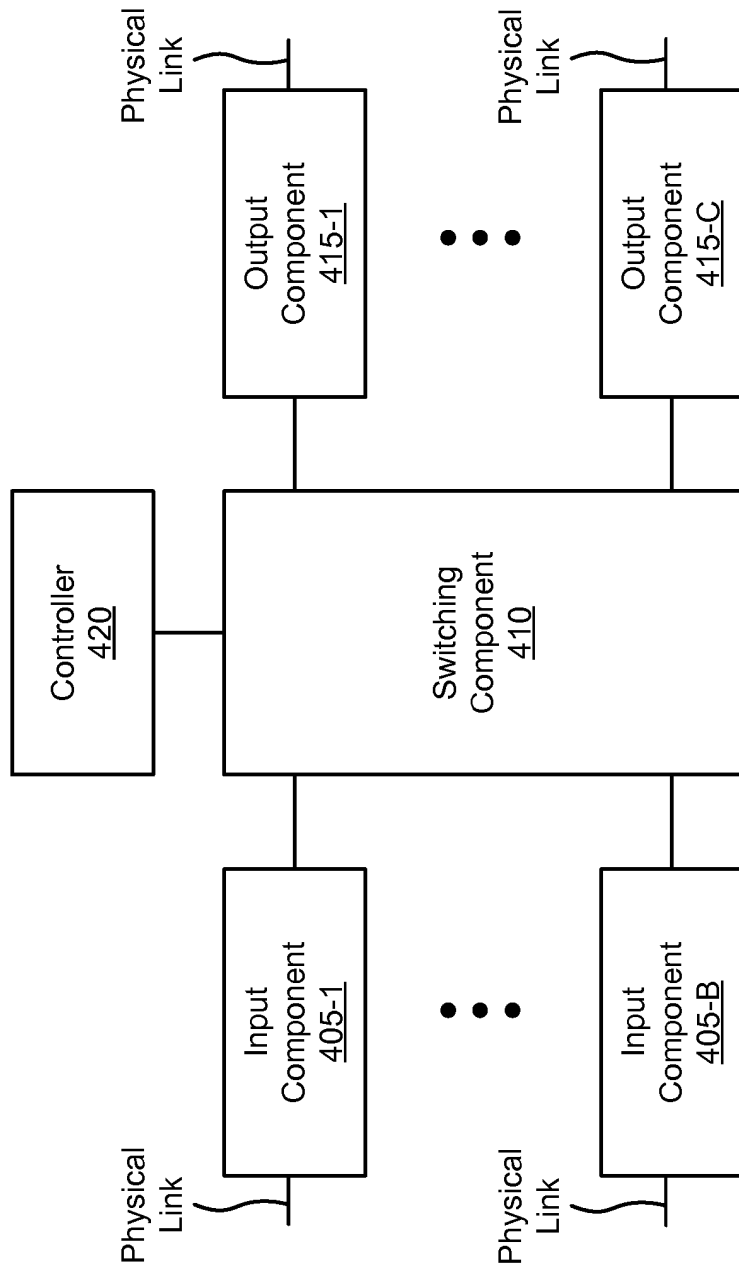 Controller
420
Physical
Link
Input
Component
405-1
Switching
Component
410
Output
Component
415-1
Physical
Link
Physical
Link
Input
Component
405-B
Output
Component
415-C
Physical
Link